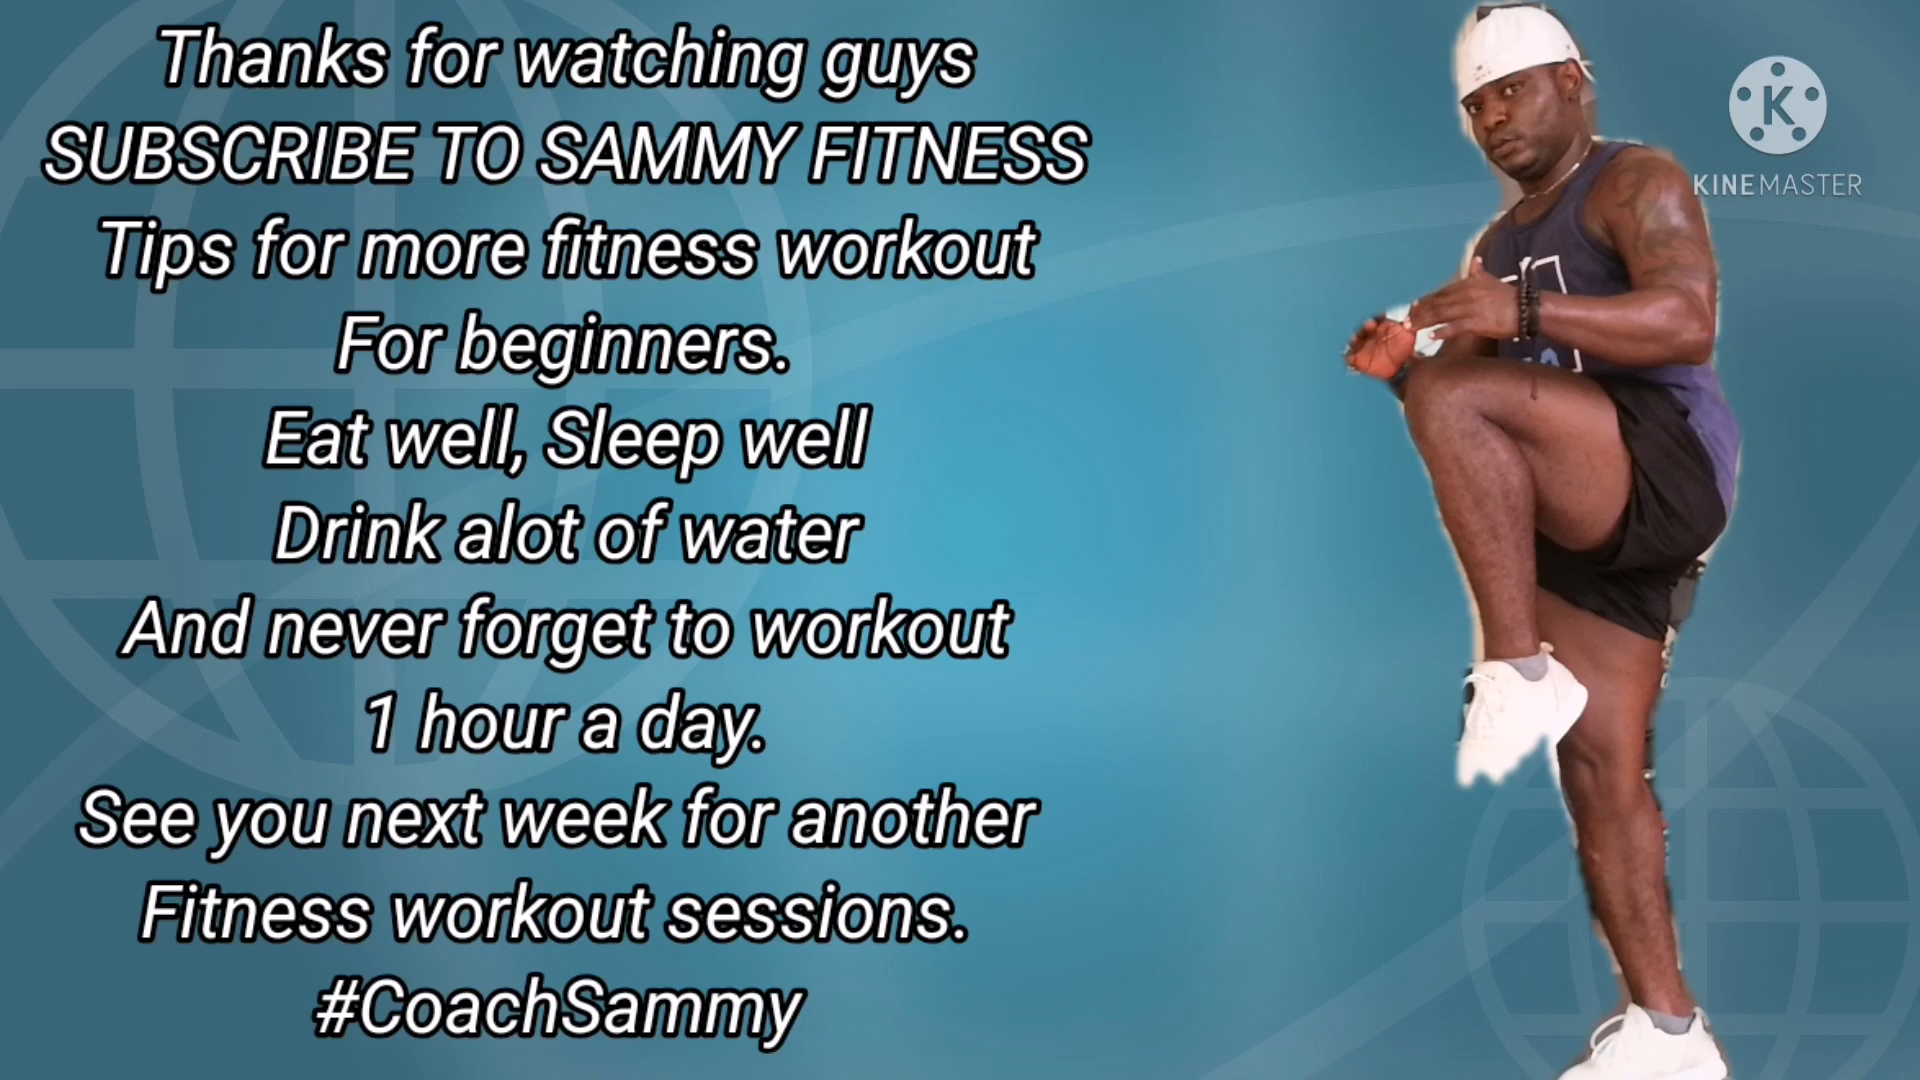 Thanks for watching guys
SUBSCRIBE TO SAMMY FITNESS
Tips for more fitness workout
For beginners.
Eat well, Sleep well
Drink alot of water
And never forget to workout
1 hour a day.
See you next week for another
Fitness workout sessions.
#CoachSammy
K
KINEMASTER